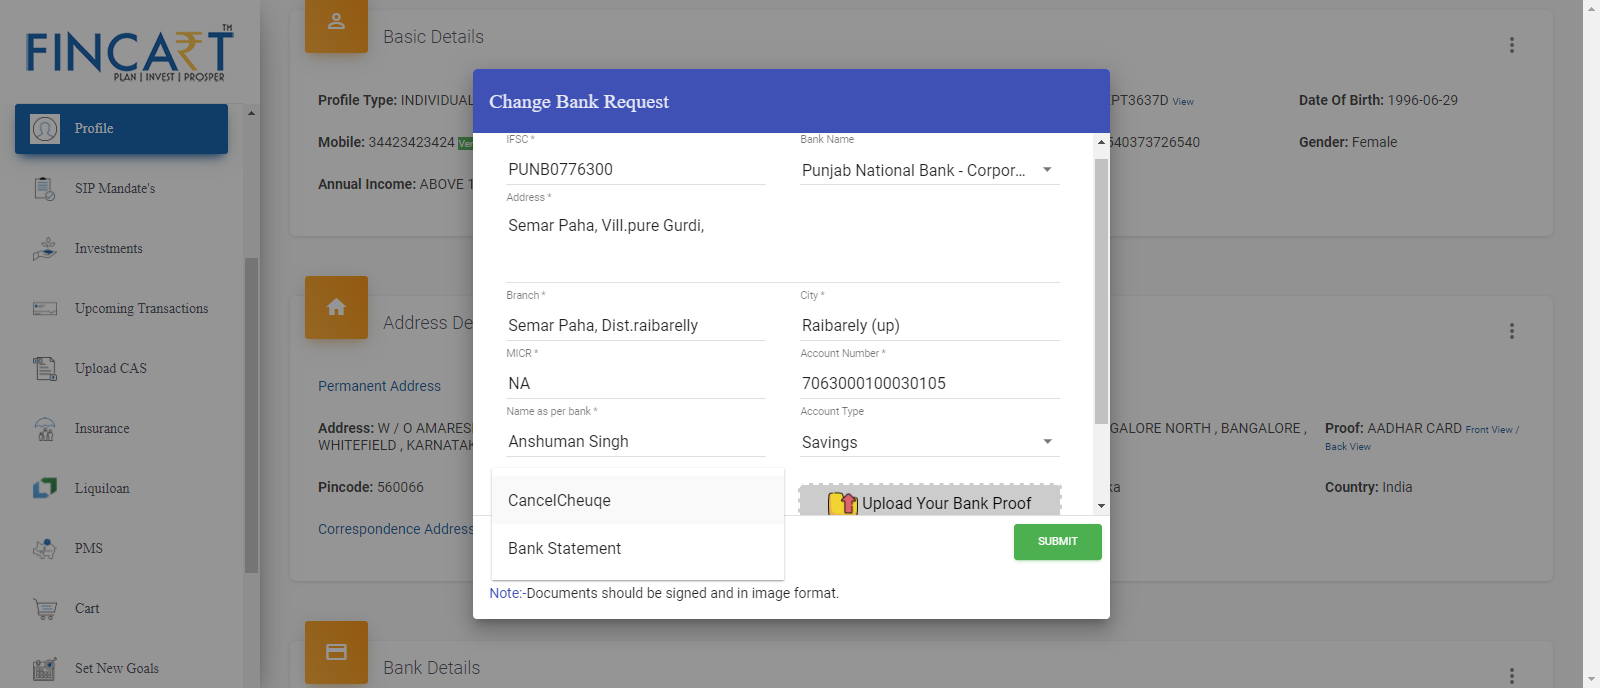 FINCART™
PLAN | INVEST | PROSPER
Profile
SIP Mandate's
Investments
Upcoming Transactions
Upload CAS
Insurance
Liquiloan
PMS
Cart
Set New Goals
Basic Details
Profile Type: INDIVIDUAL
PT3637D View
Date Of Birth: 1996-06-29
Mobile: 34423423424 Ver
540373726540
Gender: Female
Annual Income: ABOVE 1
Change Bank Request
IFSC *
Bank Name
PUNB0776300
Punjab National Bank - Corpor...
Address *
Semar Paha, Vill.pure Gurdi,
Branch *
City *
Semar Paha, Dist.raibarelly
Raibarely (up)
MICR *
Account Number *
NA
7063000100030105
Name as per bank *
Account Type
Anshuman Singh
Savings
CancelCheuqe
Bank Statement
Upload Your Bank Proof
SUBMIT
Note:-Documents should be signed and in image format.
Address De
Permanent Address
Address: W / O AMARES
GALORE NORTH , BANGALORE ,
WHITEFIELD , KARNATAK
Proof: AADHAR CARD Front View /
Back View
Pincode: 560066
ka
Country: India
Correspondence Address
Bank Details